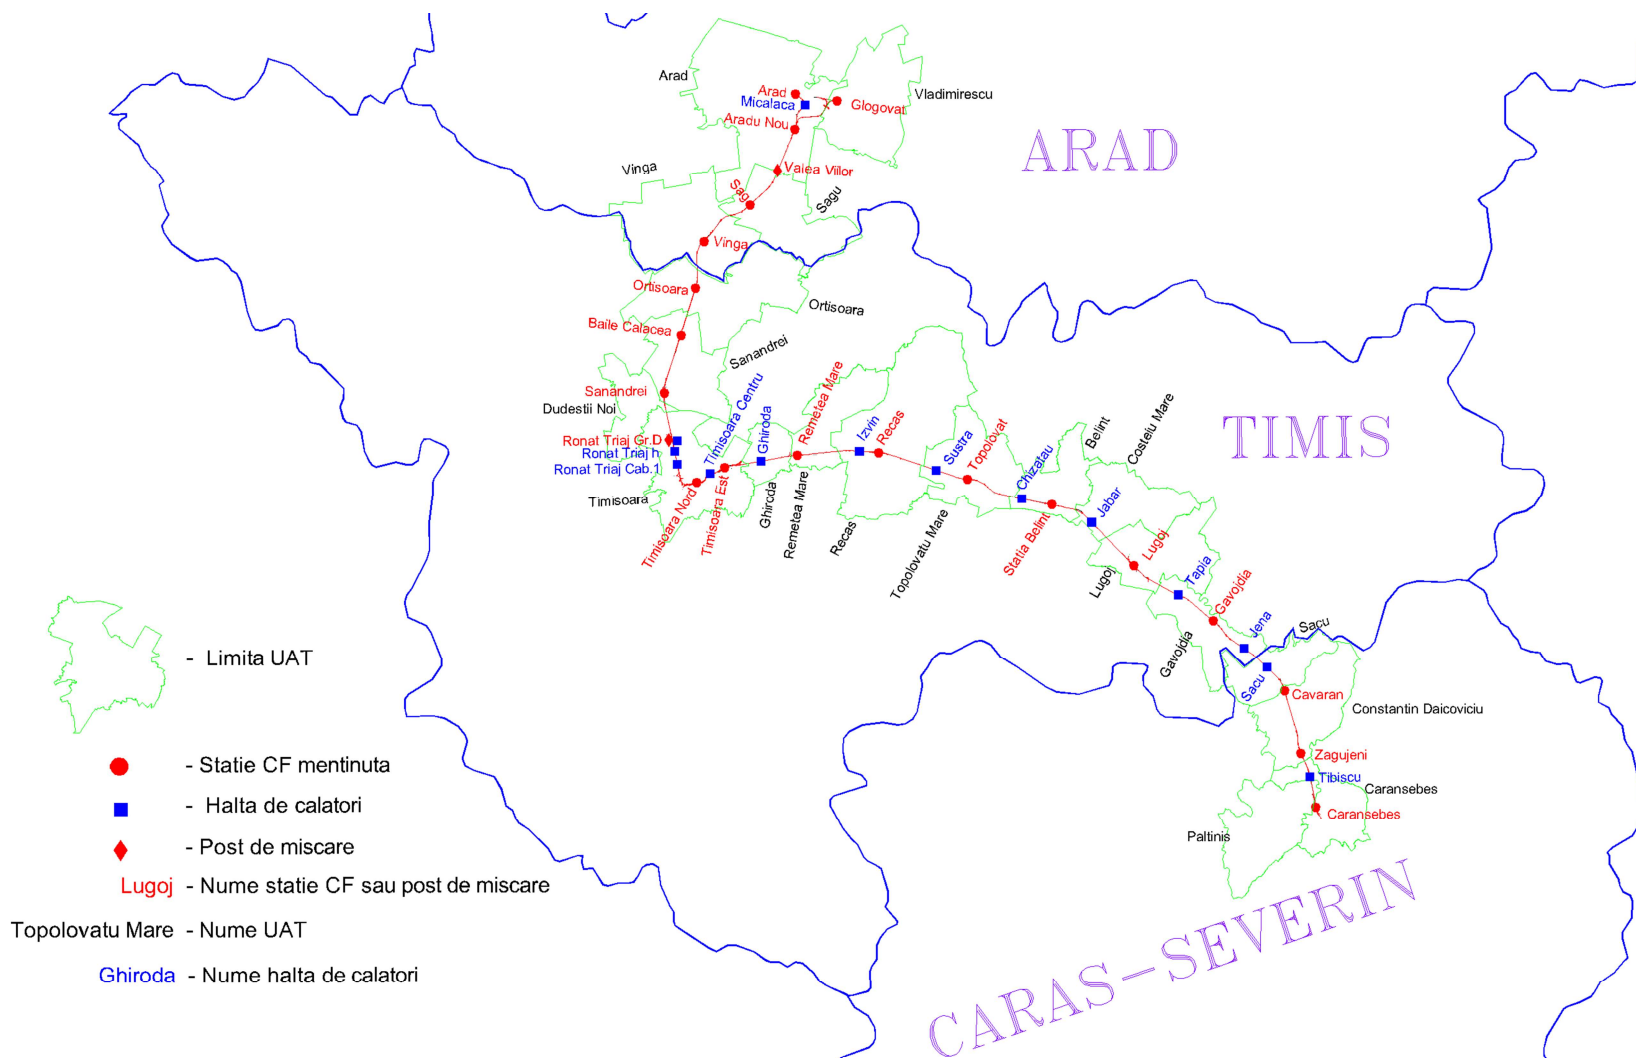 Arad
Arad
Micalaca
Glogovat
Vladimirescu
Aradu Nou
ARAD
Vinga
Valea Viilor
Sag
Sagu
Vinga
Ortisoara
Ortisoara
Baile Calacea
Sanandrei
Sanandrei
Dudestii Noi
Timisoara Centru
Remetea Mare
Ronat Triaj Gr.D
Ronat Triaj h
Ronat Triaj Cab.1
Ghiroda
Izvin
Recas
Sustra
Topolovat
Chizatau
Belint
Costeiu Mare
TIMIS
Timisoara
Timisoara Nord
Timisoara Est
Ghiroda
Remetea Mare
Recas
Topolovatu Mare
Statia Belint
Jabar
Lugoj
Lugoj
Tapia
Gavojdia
Gavojdia
Jena
Sacu
Sacu
Cavaran
Constantin Daicoviciu
Zagujeni
Tibiscu
Caransebes
Caransebes
Paltinis
CARAS-SEVERIN
- Limita UAT
- Statie CF mentinuta
- Halta de calatori
- Post de miscare
Lugoj - Nume statie CF sau post de miscare
Topolovatu Mare - Nume UAT
Ghiroda - Nume halta de calatori